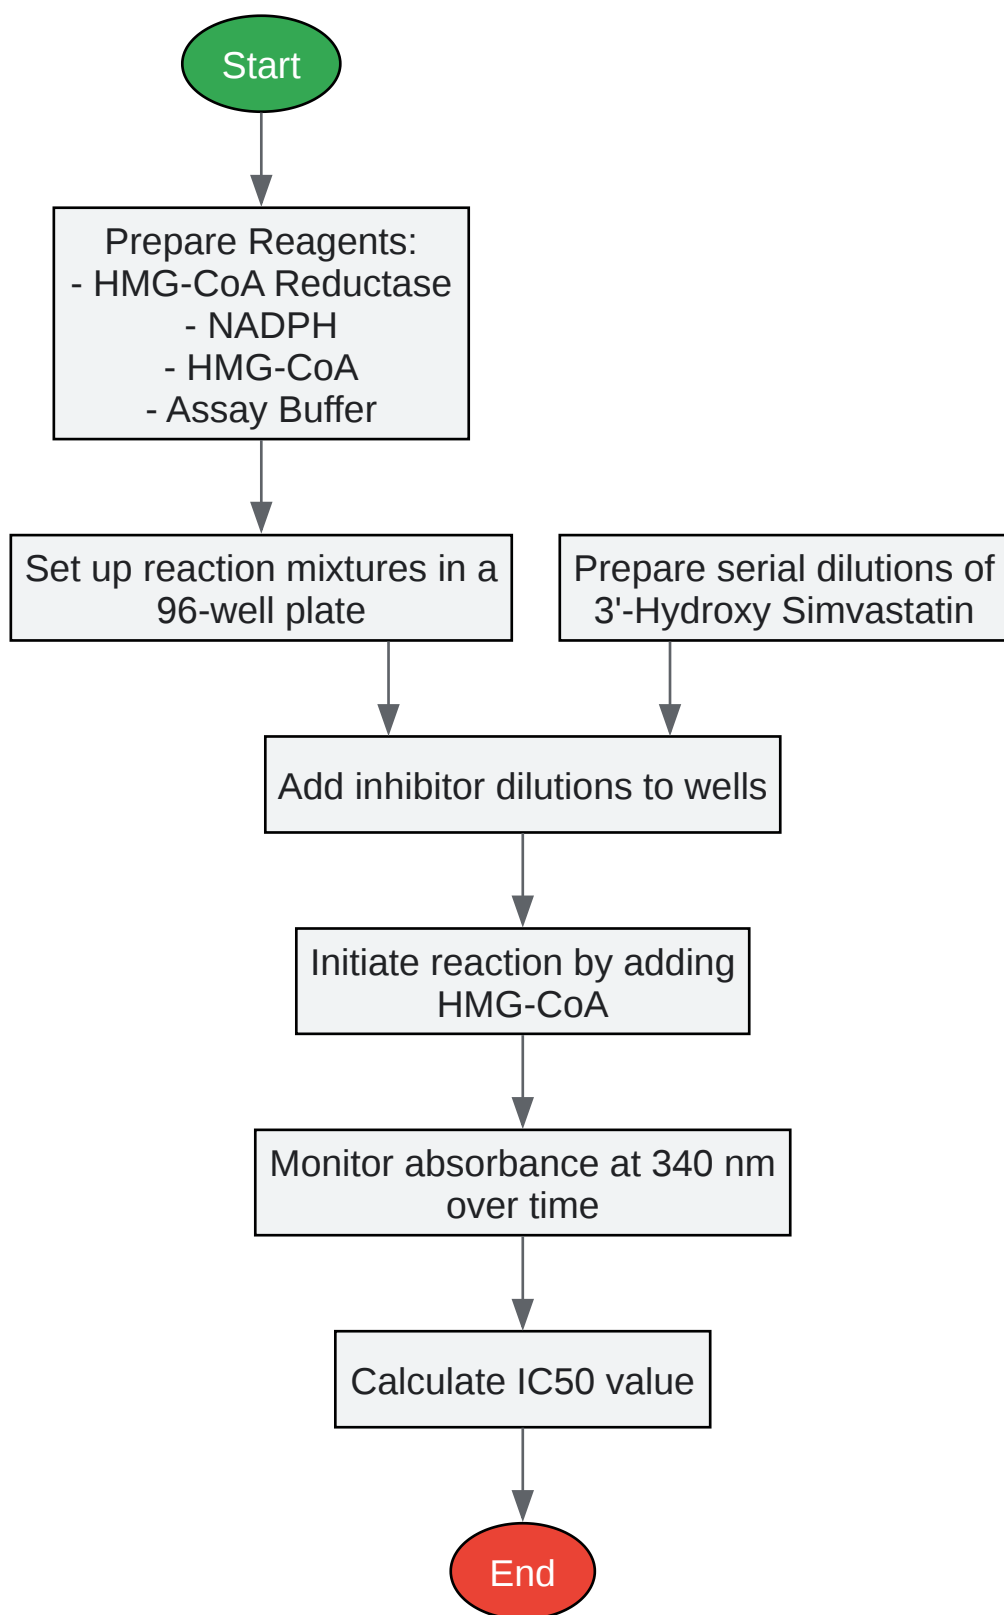 Start
Prepare Reagents:
- HMG-CoA Reductase
- NADPH
- HMG-CoA
- Assay Buffer
Set up reaction mixtures in a
96-well plate
Prepare serial dilutions of
3'-Hydroxy Simvastatin
Add inhibitor dilutions to wells
Initiate reaction by adding
HMG-CoA
Monitor absorbance at 340 nm
over time
Calculate IC50 value
End